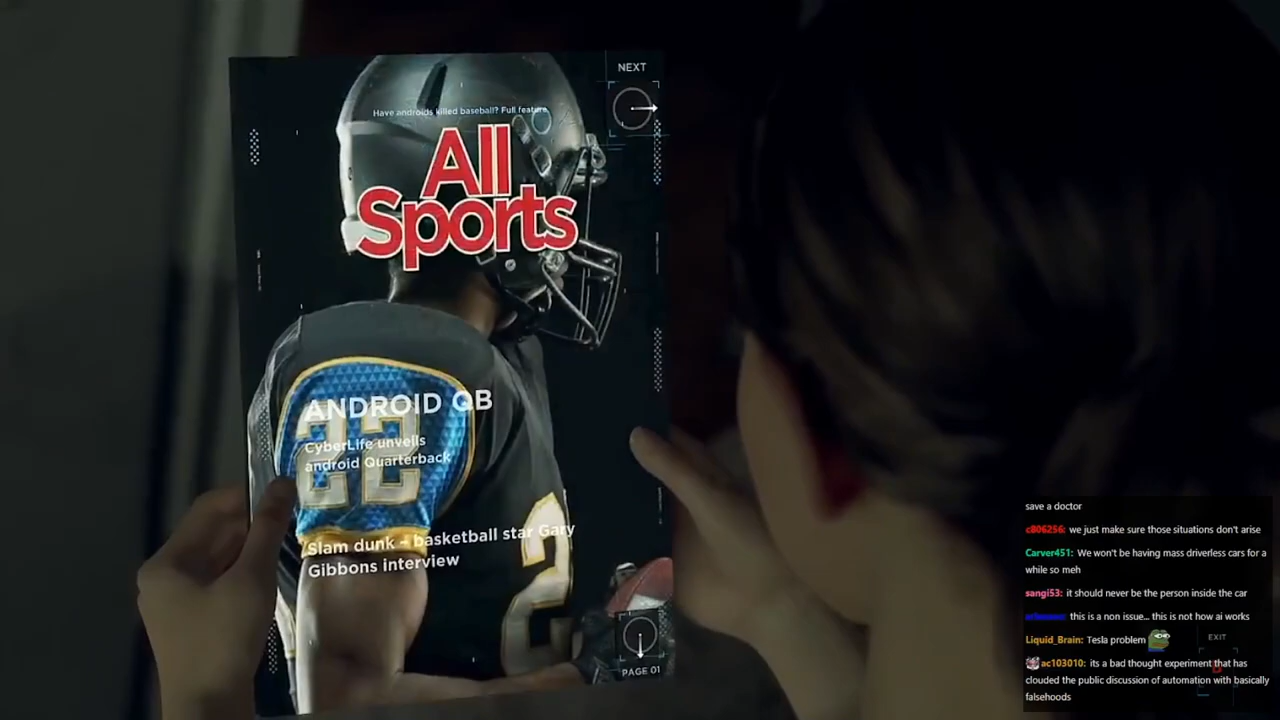 NEXT
Have androids killed baseball? Full feature
All
Sports
ANDROID QB
CyberLife unveils
android Quarterback
22
Slam dunk - basketball star Gary
Gibbons interview
2
PAGE 01
save a doctor
c806256: we just make sure those situations don't arise
Carver451: We won't be having mass driverless cars for a
while so meh
sangi53: it should never be the person inside the car
this is a non issue... this is not how ai works
Liquid_Brain: Tesla problem
EXIT
ac103010: its a bad thought experiment that has
clouded the public discussion of automation with basically
falsehoods